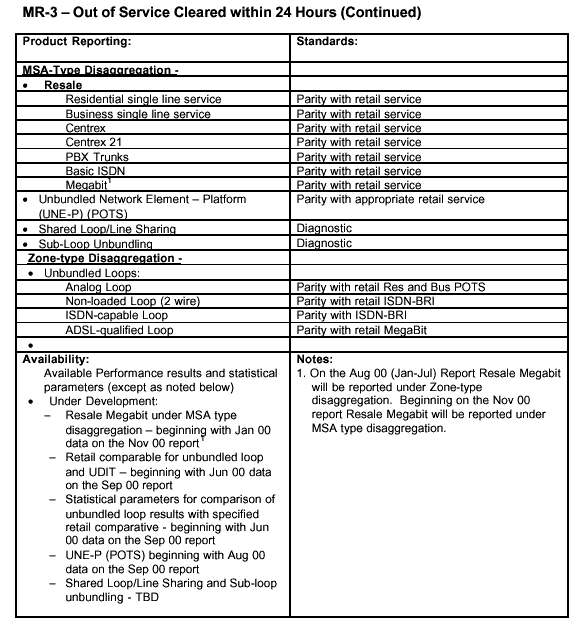 MR-3 – Out of Service Cleared within 24 Hours (Continued)
Product Reporting:
Standards:
MSA-Type Disaggregation -
• Resale
Residential single line service
Parity with retail service
Business single line service
Parity with retail service
Centrex
Parity with retail service
Centrex 21
Parity with retail service
PBX Trunks
Parity with retail service
Basic ISDN
Parity with retail service
Megabit1
Parity with retail service
• Unbundled Network Element – Platform
(UNE-P) (POTS)
Parity with appropriate retail service
• Shared Loop/Line Sharing
Diagnostic
• Sub-Loop Unbundling
Diagnostic
Zone-type Disaggregation -
• Unbundled Loops:
Analog Loop
Parity with retail Res and Bus POTS
Non-loaded Loop (2 wire)
Parity with retail ISDN-BRI
ISDN-capable Loop
Parity with ISDN-BRI
ADSL-qualified Loop
Parity with retail MegaBit
•
Availability:
Available Performance results and statistical
parameters (except as noted below)
• Under Development:
– Resale Megabit under MSA type
disaggregation – beginning with Jan 00
data on the Nov 00 report1
– Retail comparable for unbundled loop
and UDIT – beginning with Jun 00 data
on the Sep 00 report
– Statistical parameters for comparison of
unbundled loop results with specified
retail comparative - beginning with Jun
00 data on the Sep 00 report
– UNE-P (POTS) beginning with Aug 00
data on the Sep 00 report
– Shared Loop/Line Sharing and Sub-loop
unbundling - TBD
Notes:
1. On the Aug 00 (Jan-Jul) Report Resale Megabit
will be reported under Zone-type
disaggregation. Beginning on the Nov 00
report Resale Megabit will be reported under
MSA type disaggregation.